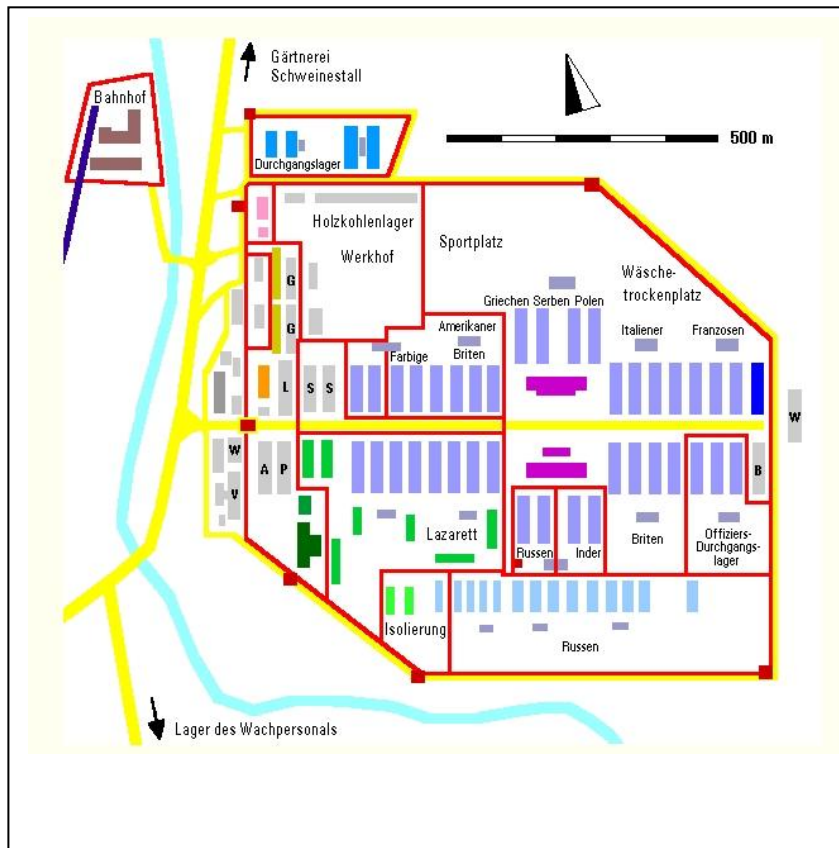 Gärtnerei
Schweinestall
Bahnhof
500 m
Durchgangslager
Holzkohlenlager
Werkhof
Sportplatz
Wäsche-
trockenplatz
G
G
Griechen Serben Polen
Amerikaner
Italiener
Franzosen
Farbige
Briten
L
S
S
W
W
A
P
B
V
Lazarett
Russen
Inder
Briten
Offiziers-
Durchgangs-
lager
Isolierung
Russen
Lager des Wachpersonals